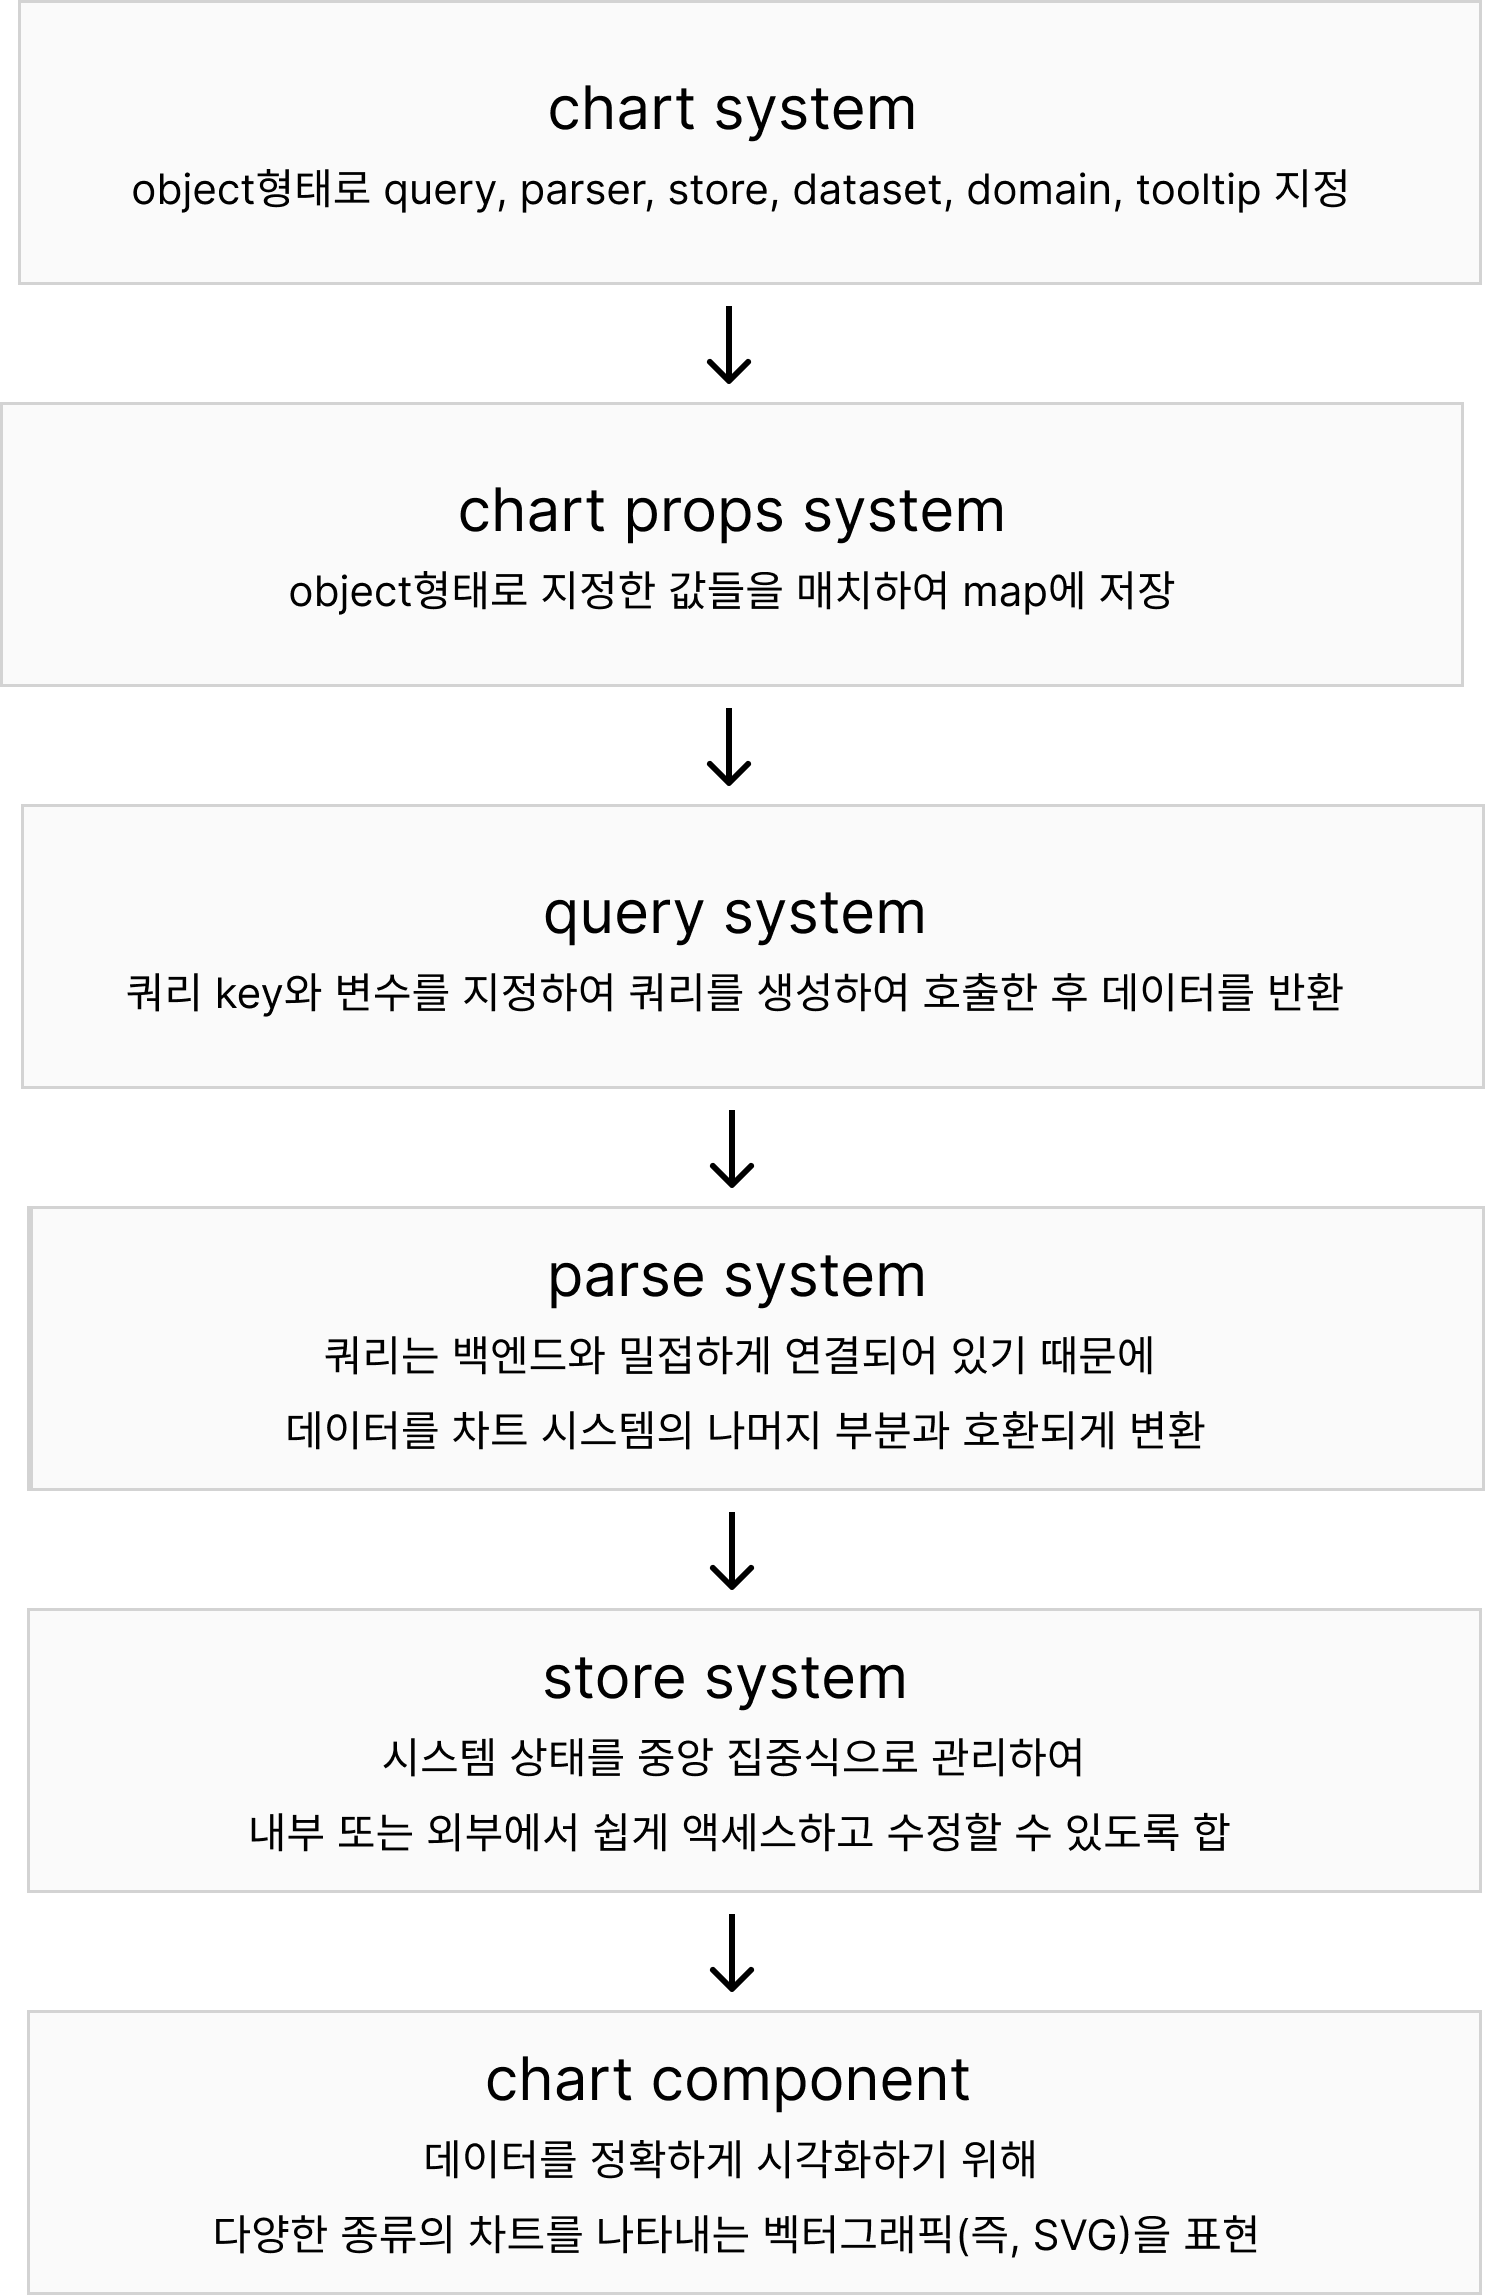 chart system
object형태로 query, parser, store, dataset, domain, tooltip 지정
chart props system
object형태로 지정한 값들을 매치하여 map에 저장
query system
쿼리 key와 변수를 지정하여 쿼리를 생성하여 호출한 후 데이터를 반환
parse system
쿼리는 백엔드와 밀접하게 연결되어 있기 때문에
데이터를 차트 시스템의 나머지 부분과 호환되게 변환
store system
시스템 상태를 중앙 집중식으로 관리하여
내부 또는 외부에서 쉽게 액세스하고 수정할 수 있도록 합
chart component
데이터를 정확하게 시각화하기 위해
다양한 종류의 차트를 나타내는 벡터그래픽(즉, SVG)을 표현